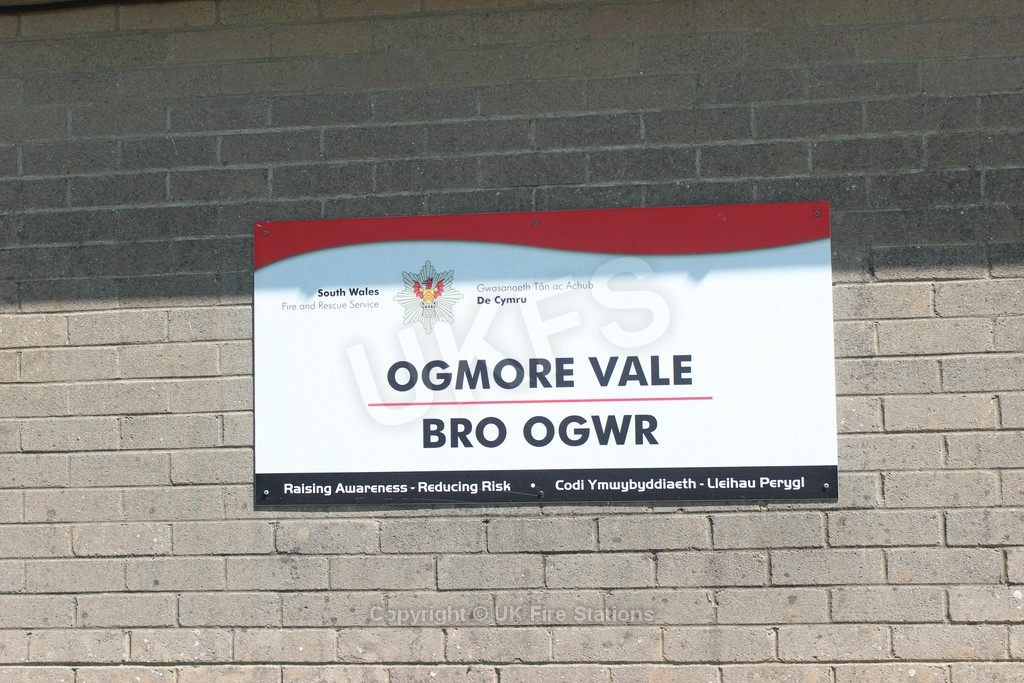 South Wales
Fire and Rescue Service
Gwasanaeth Tân ac Achub
De Cymru
UKFS
OGMORE VALE
BRO OGWR
Raising Awareness - Reducing Risk • Codi Ymwybyddiaeth - Lleihau Perygl
Copyright © UK Fire Stations